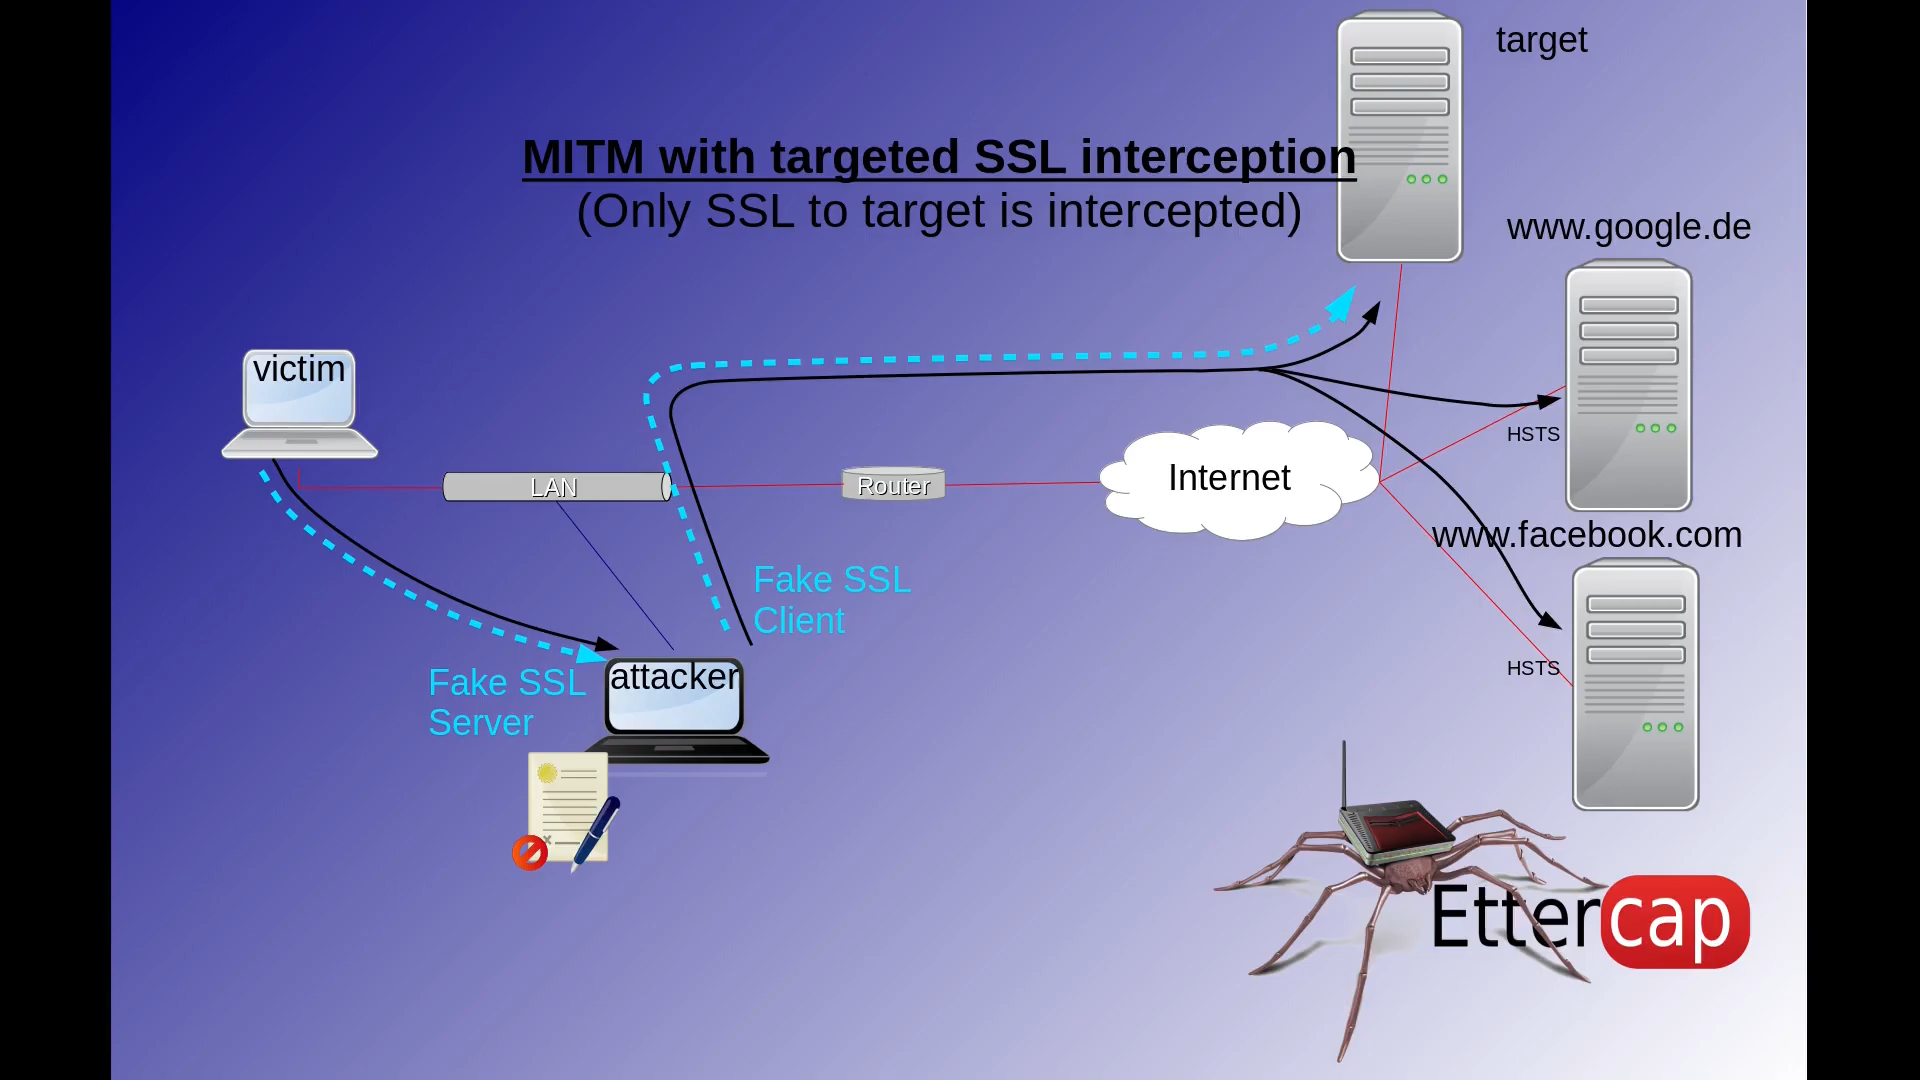 target
MITM with targeted SSL interception
(Only SSL to target is intercepted)
www.google.de
victim
HSTS
LAN
Router
Internet
www.facebook.com
Fake SSL
Client
HSTS
attacker
Fake SSL
Server
Ettercap